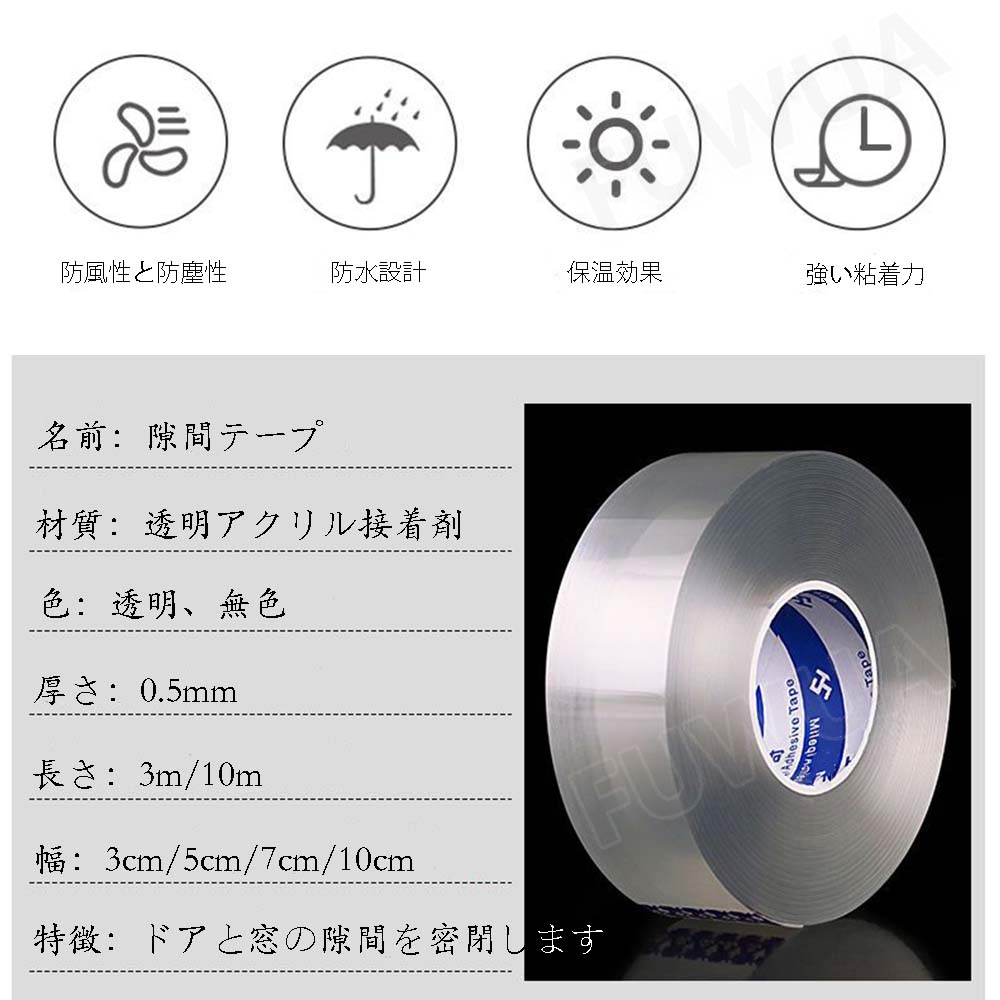 FUWUA
防風性と防塵性
防水設計
保温効果
強い粘着力
名前: 隙間テープ
材質: 透明アクリル接着剤
色: 透明、無色
厚さ: 0.5mm
長さ: 3m/10m
幅: 3cm/5cm/7cm/10cm
特徴: ドアと窓の隙間を密閉します
Adhesive Tape
Tape
FUWUA